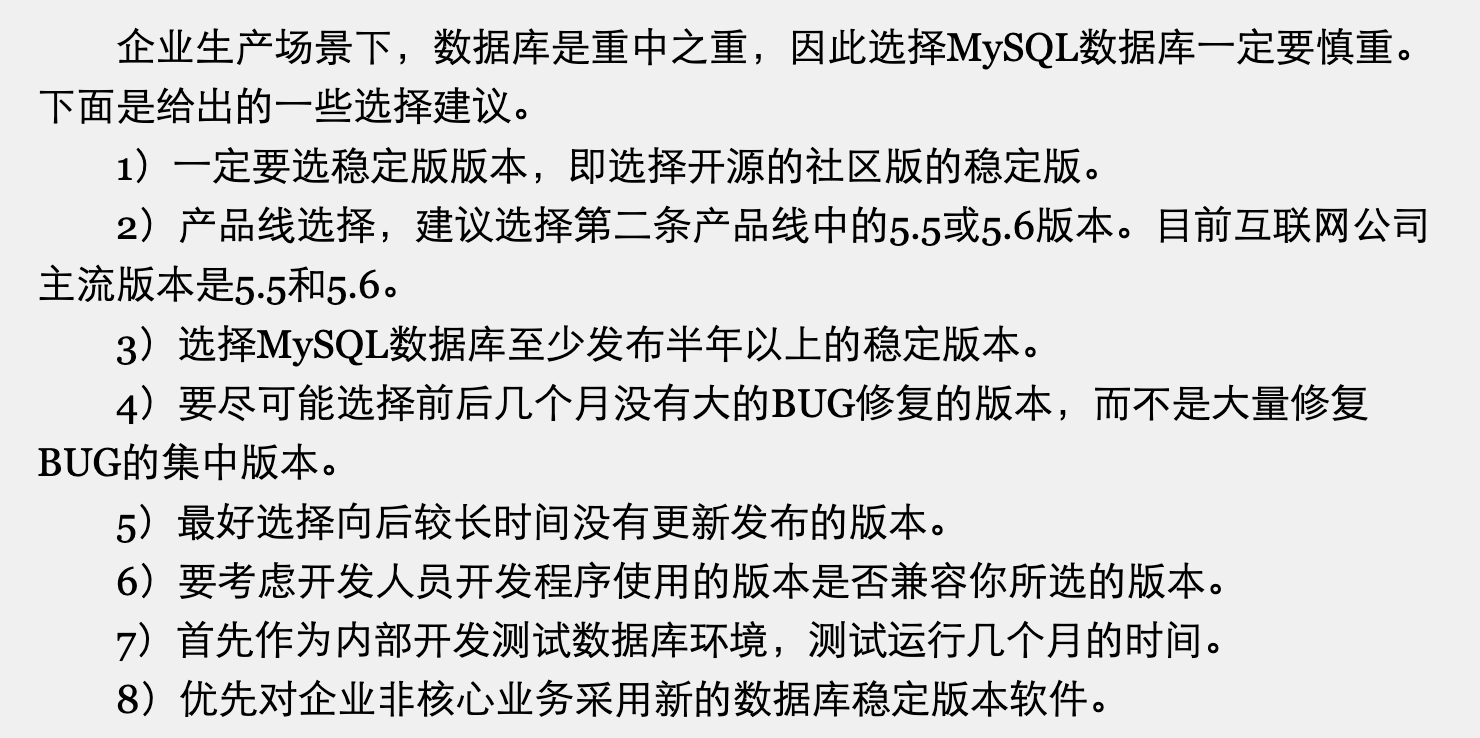 企业生产场景下，数据库是重中之重，因此选择MySQL数据库一定要慎重。
下面是给出的一些选择建议。
1）一定要选稳定版版本，即选择开源的社区版的稳定版。
2）产品线选择，建议选择第二条产品线中的5.5或5.6版本。目前互联网公司
主流版本是5.5和5.6。
3）选择MySQL数据库至少发布半年以上的稳定版本。
4）要尽可能选择前后几个月没有大的BUG修复的版本，而不是大量修复
BUG的集中版本。
5）最好选择向后较长时间没有更新发布的版本。
6）要考虑开发人员开发程序使用的版本是否兼容你所选的版本。
7）首先作为内部开发测试数据库环境，测试运行几个月的时间。
8）优先对企业非核心业务采用新的数据库稳定版本软件。